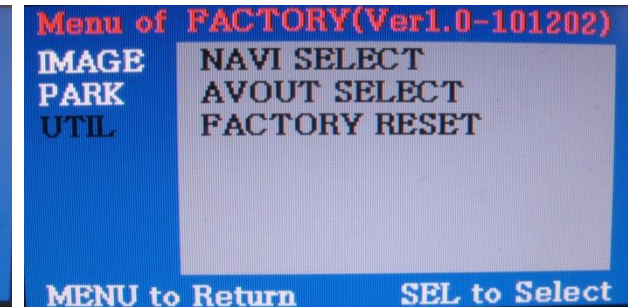 Menu of FACTORY(Ver1.0-101202)
IMAGE NAVI SELECT
PARK AVOUT SELECT
UTIL FACTORY RESET
MENU to Return SEL to Select